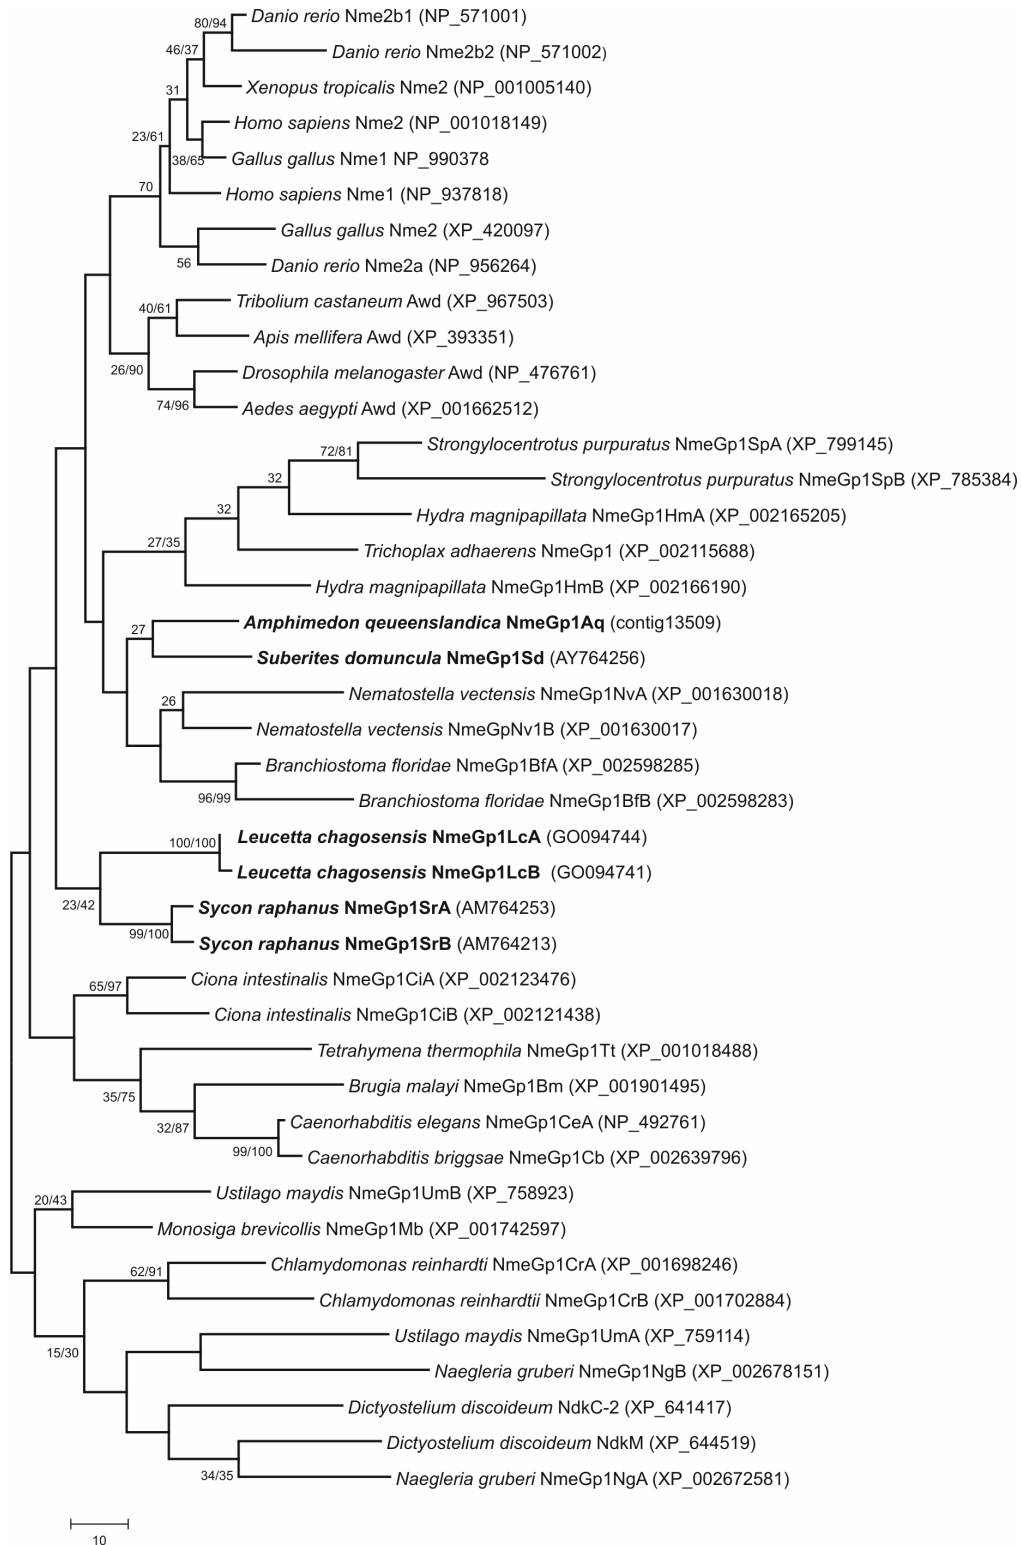 80/94
Danio rerio Nme2b1 (NP_571001)
46/37
Danio rerio Nme2b2 (NP_571002)
31
Xenopus tropicalis Nme2 (NP_001005140)
Homo sapiens Nme2 (NP_001018149)
23/61
38/65
Gallus gallus Nme1 NP_990378
70
Homo sapiens Nme1 (NP_937818)
Gallus gallus Nme2 (XP_420097)
56
Danio rerio Nme2a (NP_956264)
Tribolium castaneum Awd (XP_967503)
40/61
Apis mellifera Awd (XP_393351)
26/90
Drosophila melanogaster Awd (NP_476761)
74/96
Aedes aegypti Awd (XP_001662512)
72/81
Strongylocentrotus purpuratus NmeGp1SpA (XP_799145)
32
Strongylocentrotus purpuratus NmeGp1SpB (XP_785384)
32
Hydra magnipapillata NmeGp1HmA (XP_002165205)
27/35
Trichoplax adhaerens NmeGp1 (XP_002115688)
Hydra magnipapillata NmeGp1HmB (XP_002166190)
27
Amphimedon qeueenslandica NmeGp1Aq (contig13509)
Suberites domuncula NmeGp1Sd (AY764256)
26
Nematostella vectensis NmeGp1NvA (XP_001630018)
Nematostella vectensis NmeGpNv1B (XP_001630017)
Branchiostoma floridae NmeGp1BfA (XP_002598285)
96/99
Branchiostoma floridae NmeGp1BfB (XP_002598283)
100/100
Leucetta chagosensis NmeGp1LcA (GO094744)
Leucetta chagosensis NmeGp1LcB (GO094741)
23/42
Sycon raphanus NmeGp1SrA (AM764253)
99/100
Sycon raphanus NmeGp1SrB (AM764213)
65/97
Ciona intestinalis NmeGp1CiA (XP_002123476)
Ciona intestinalis NmeGp1CiB (XP_002121438)
Tetrahymena thermophila NmeGp1Tt (XP_001018488)
35/75
Brugia malayi NmeGp1Bm (XP_001901495)
32/87
Caenorhabditis elegans NmeGp1CeA (NP_492761)
99/100
Caenorhabditis briggsae NmeGp1Cb (XP_002639796)
20/43
Ustilago maydis NmeGp1UmB (XP_758923)
Monosiga brevicollis NmeGp1Mb (XP_001742597)
62/91
Chlamydomonas reinhardti NmeGp1CrA (XP_001698246)
Chlamydomonas reinhardtii NmeGp1CrB (XP_001702884)
15/30
Ustilago maydis NmeGp1UmA (XP_759114)
Naegleria gruberi NmeGp1NgB (XP_002678151)
Dictyostelium discoideum NdkC-2 (XP_641417)
Dictyostelium discoideum NdkM (XP_644519)
34/35
Naegleria gruberi NmeGp1NgA (XP_002672581)
10